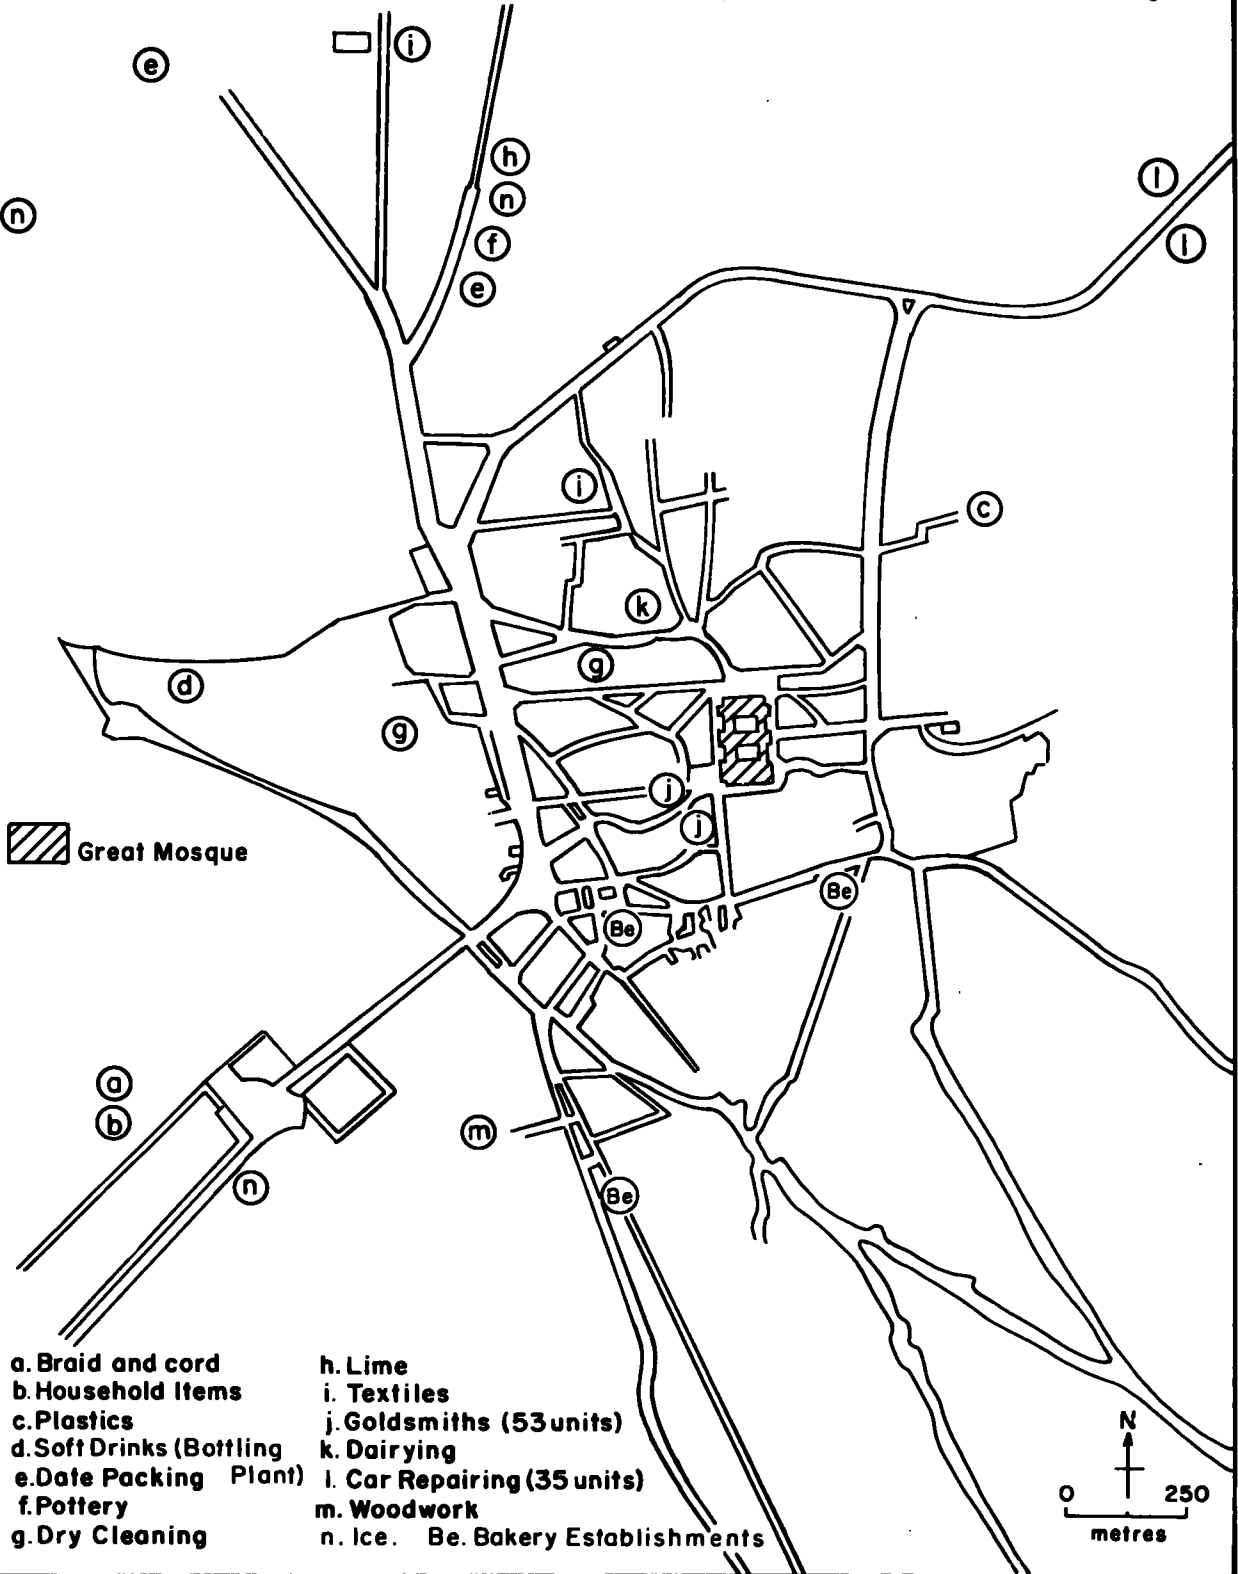 i
e
h
l
n
n
f
l
e
i
c
k
g
d
g
j
j
Great Mosque
Be
Be
a
b
m
n
Be
a. Braid and cord
b. Household Items
c. Plastics
d. Soft Drinks (Bottling
e. Date Packing Plant)
f. Pottery
g. Dry Cleaning
h. Lime
i. Textiles
j. Goldsmiths (53 units)
k. Dairying
l. Car Repairing (35 units)
m. Woodwork
n. Ice. Be. Bakery Establishments
N
0 250
metres